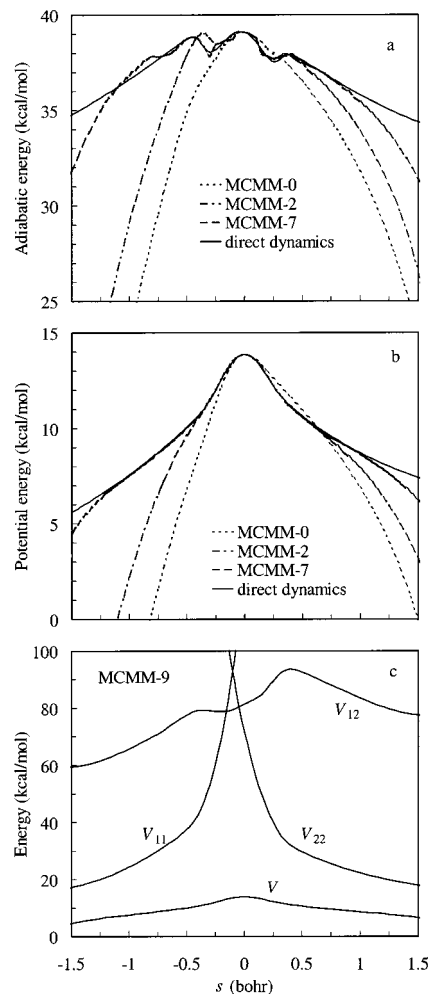 40
35
30
25
Adiabatic energy (kcal/mol)
a
MCMM-0
MCMM-2
MCMM-7
direct dynamics
15
10
5
0
Potential energy (kcal/mol)
b
MCMM-0
MCMM-2
MCMM-7
direct dynamics
100
80
60
40
20
0
Energy (kcal/mol)
MCMM-9
c
V12
V11
V22
V
-1.5 -1 -0.5 0 0.5 1 1.5
s (bohr)